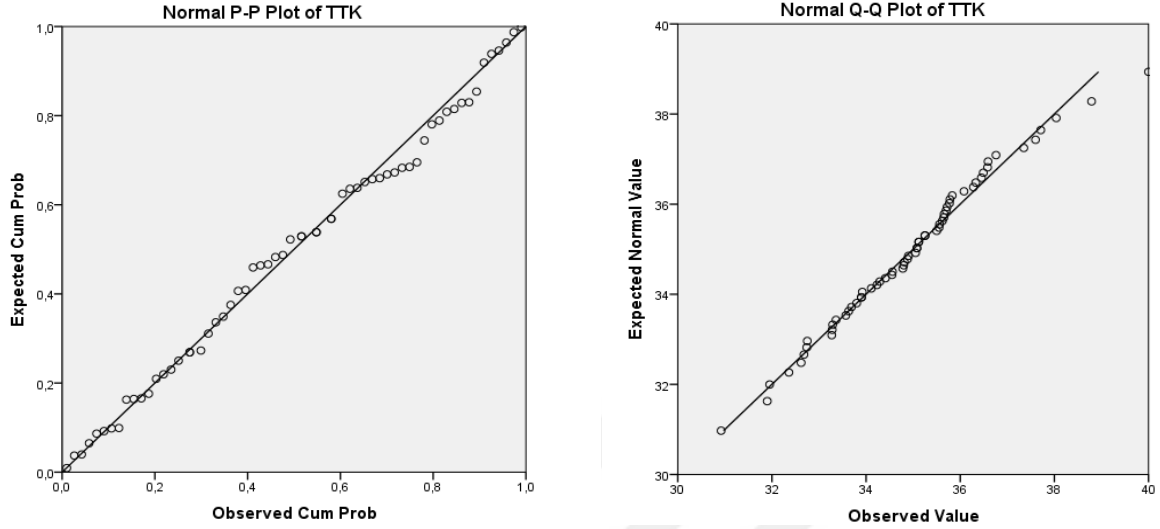 Normal P-P Plot of TTK
1,0
0,8
0,6
0,4
0,2
0,0
Expected Cum Prob
0,0 0,2 0,4 0,6 0,8 1,0
Observed Cum Prob
Normal Q-Q Plot of TTK
40
38
36
34
32
30
Expected Normal Value
30 32 34 36 38 40
Observed Value